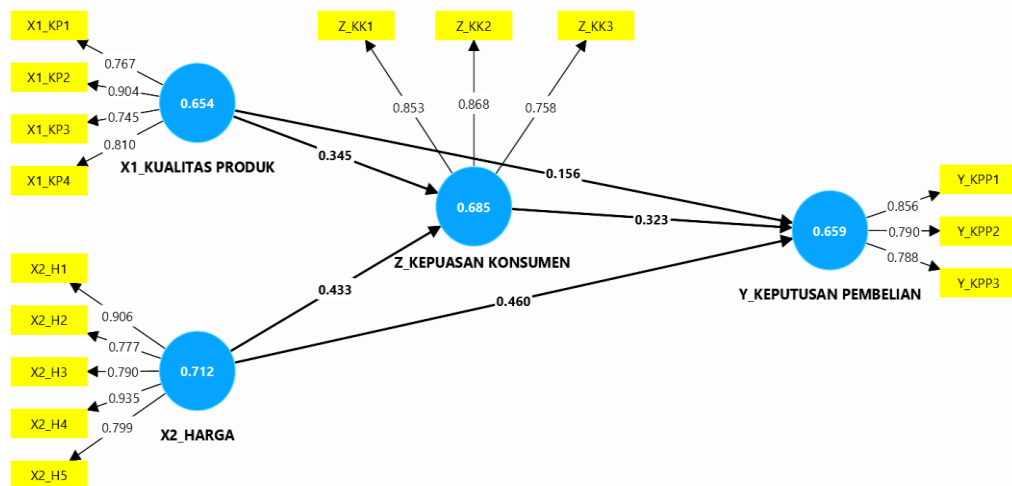 X1_KP1
X1_KP2
X1_KP3
X1_KP4
0.767
0.904
0.745
0.810
0.654
X1_KUALITAS PRODUK
Z_KK1
Z_KK2
Z_KK3
0.853
0.868
0.758
0.345
0.156
0.685
Z_KEPUASAN KONSUMEN
0.323
0.433
0.460
X2_H1
X2_H2
X2_H3
X2_H4
X2_H5
0.906
0.777
0.790
0.935
0.799
0.712
X2_HARGA
0.659
Y_KEPUTUSAN PEMBELIAN
0.856
0.790
0.788
Y_KPP1
Y_KPP2
Y_KPP3